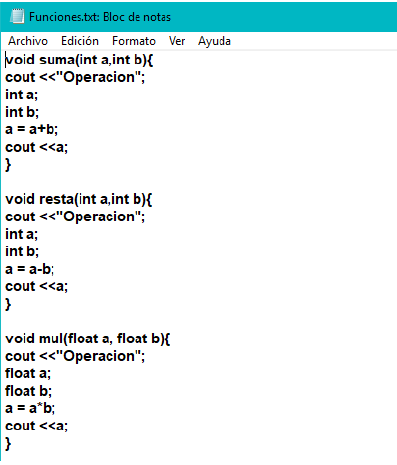 Funciones.txt: Bloc de notas
Archivo Edición Formato Ver Ayuda
void suma(int a,int b){
cout <<"Operacion";
int a;
int b;
a = a+b;
cout <<a;
}
void resta(int a,int b){
cout <<"Operacion";
int a;
int b;
a = a-b;
cout <<a;
}
void mul(float a, float b){
cout <<"Operacion";
float a;
float b;
a = a*b;
cout <<a;
}